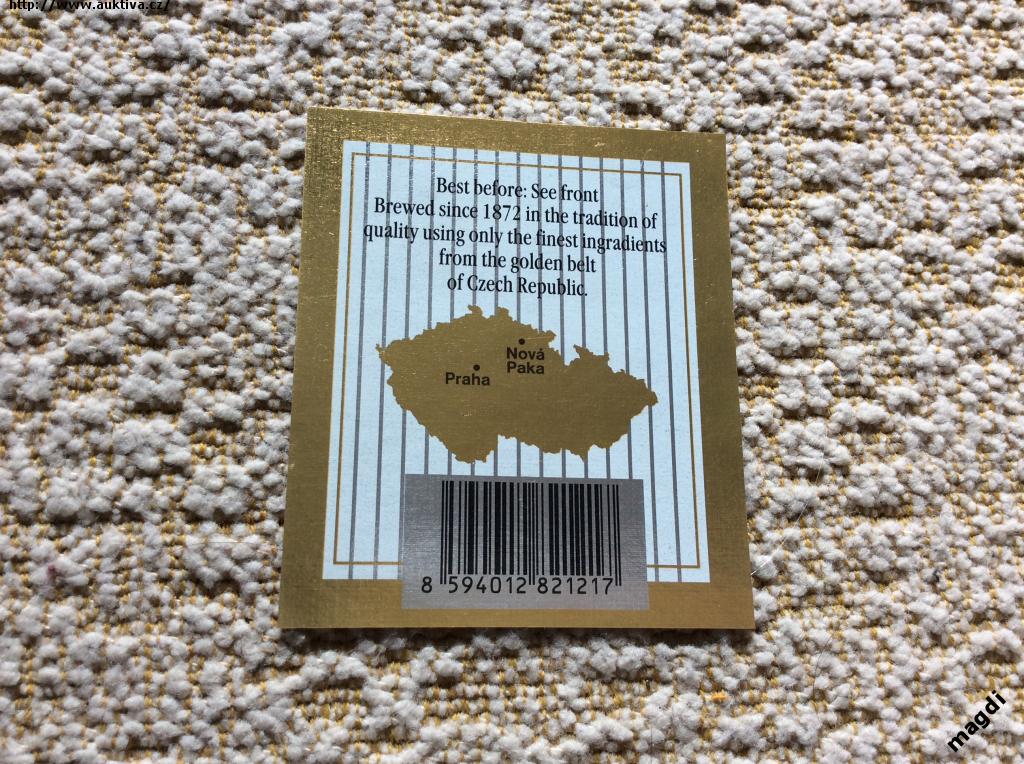 http://www.auktiva.cz/
Best before: See front
Brewed since 1872 in the tradition of
quality using only the finest ingredients
from the golden belt
of Czech Republic.
Nová
Paka
Praha
8 594012 821217
magdi